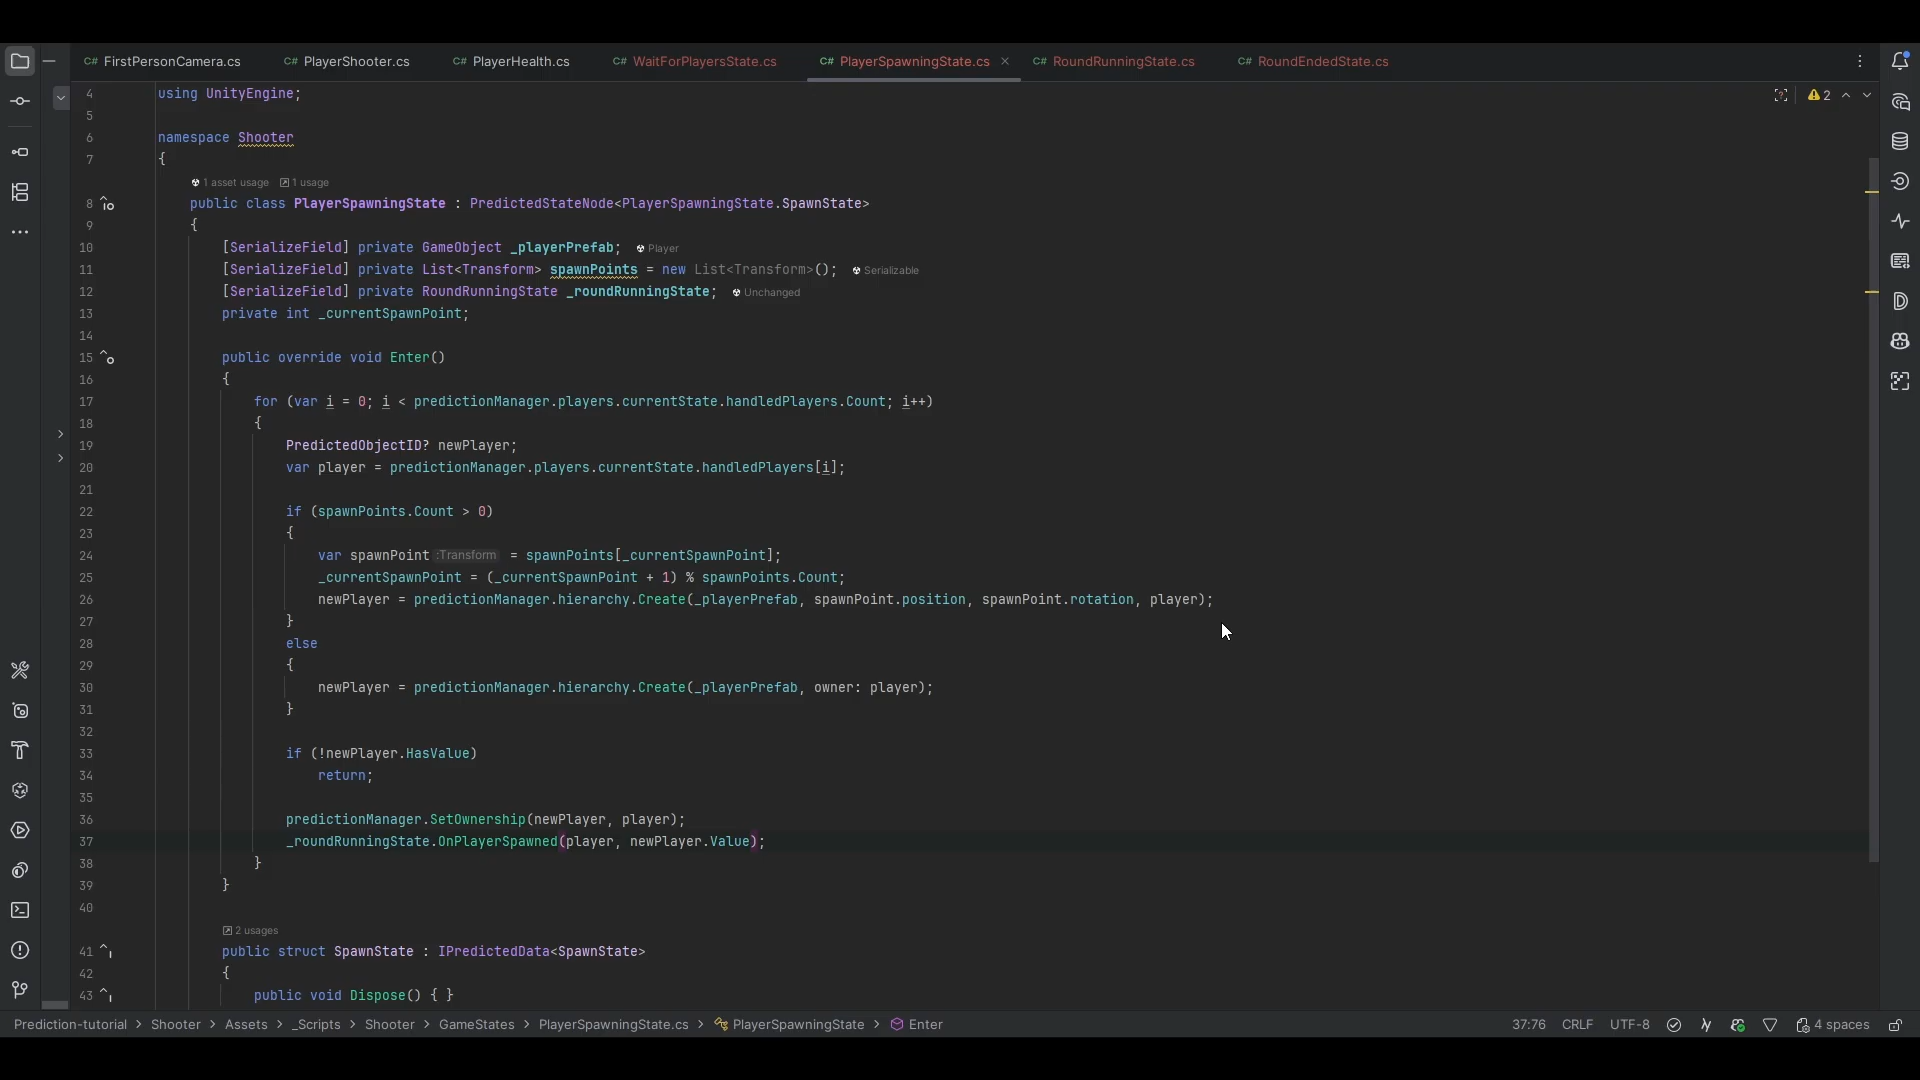 FirstPersonCamera.cs PlayerShooter.cs PlayerHealth.cs WaitForPlayersState.cs PlayerSpawningState.cs RoundRunningState.cs RoundEndedState.cs
2
4 using UnityEngine;
5
6 namespace Shooter
7 {
1 asset usage 1 usage
8 public class PlayerSpawningState : PredictedStateNode<PlayerSpawningState.SpawnState>
9 {
10 [SerializeField] private GameObject _playerPrefab; Player
11 [SerializeField] private List<Transform> spawnPoints = new List<Transform>(); Serializable
12 [SerializeField] private RoundRunningState _roundRunningState; Unchanged
13 private int _currentSpawnPoint;
14
15 public override void Enter()
16 {
17 for (var i = 0; i < predictionManager.players.currentState.handledPlayers.Count; i++)
18 {
19 PredictedObjectID? newPlayer;
20 var player = predictionManager.players.currentState.handledPlayers[i];
21
22 if (spawnPoints.Count > 0)
23 {
24 var spawnPoint :Transform = spawnPoints[_currentSpawnPoint];
25 _currentSpawnPoint = (_currentSpawnPoint + 1) % spawnPoints.Count;
26 newPlayer = predictionManager.hierarchy.Create(_playerPrefab, spawnPoint.position, spawnPoint.rotation, player);
27 }
28 else
29 {
30 newPlayer = predictionManager.hierarchy.Create(_playerPrefab, owner: player);
31 }
32
33 if (!newPlayer.HasValue)
34 return;
35
36 predictionManager.SetOwnership(newPlayer, player);
37 _roundRunningState.OnPlayerSpawned(player, newPlayer.Value);
38 }
39 }
40
2 usages
41 public struct SpawnState : IPredictedData<SpawnState>
42 {
43 public void Dispose() { }
Prediction-tutorial > Shooter > Assets > _Scripts > Shooter > GameStates > PlayerSpawningState.cs > PlayerSpawningState > Enter 37:76 CRLF UTF-8 4 spaces